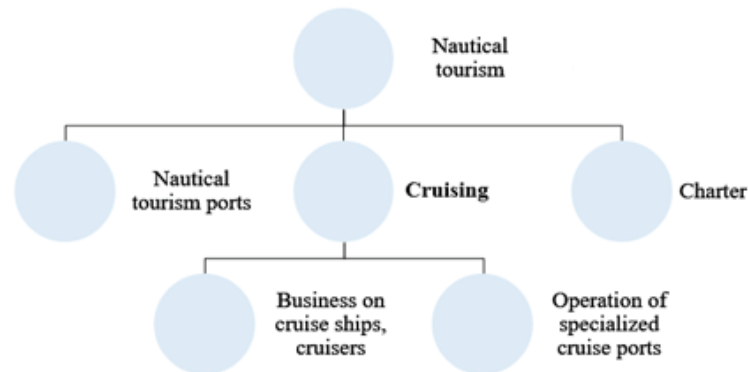 Nautical
tourism
Nautical
tourism ports
Cruising
Charter
Business on
cruise ships,
cruisers
Operation of
specialized
cruise ports